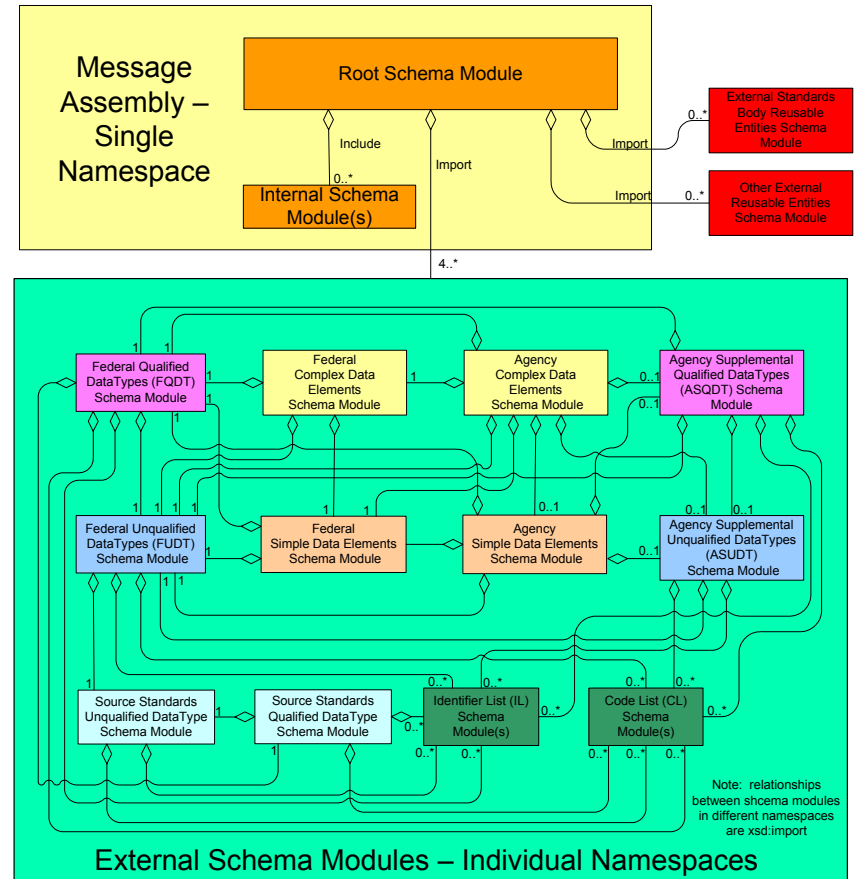 Message
Assembly –
Single
Namespace
Root Schema Module
Include
0..*
Internal Schema
Module(s)
Import
Import
0..*
External Standards
Body Reusable
Entities Schema
Module
Import
0..*
Other External
Reusable Entities
Schema Module
4..*
1
1
Federal Qualified
DataTypes (FQDT)
Schema Module
1
1
1
Federal
Complex Data
Elements
Schema Module
1
Agency
Complex Data
Elements
Schema Module
0..1
0..1
Agency Supplemental
Qualified DataTypes
(ASQDT) Schema
Module
1
1
1
1
1
1
1
0..1
0..1
0..1
Federal Unqualified
DataTypes (FUDT)
Schema Module
1
1
1
Federal
Simple Data Elements
Schema Module
Agency
Simple Data Elements
Schema Module
0..1
Agency Supplemental
Unqualified DataTypes
(ASUDT)
Schema Module
1
0..*
0..*
0..*
0..*
Source Standards
Unqualified DataType
Schema Module
1
Source Standards
Qualified DataType
Schema Module
1
0..*
Identifier List (IL)
Schema
Module(s)
0..*
Code List (CL)
Schema
Module(s)
0..*
0..*
0..*
0..*
0..*
0..*
Note: relationships
between shcema modules
in different namespaces
are xsd:import
External Schema Modules – Individual Namespaces